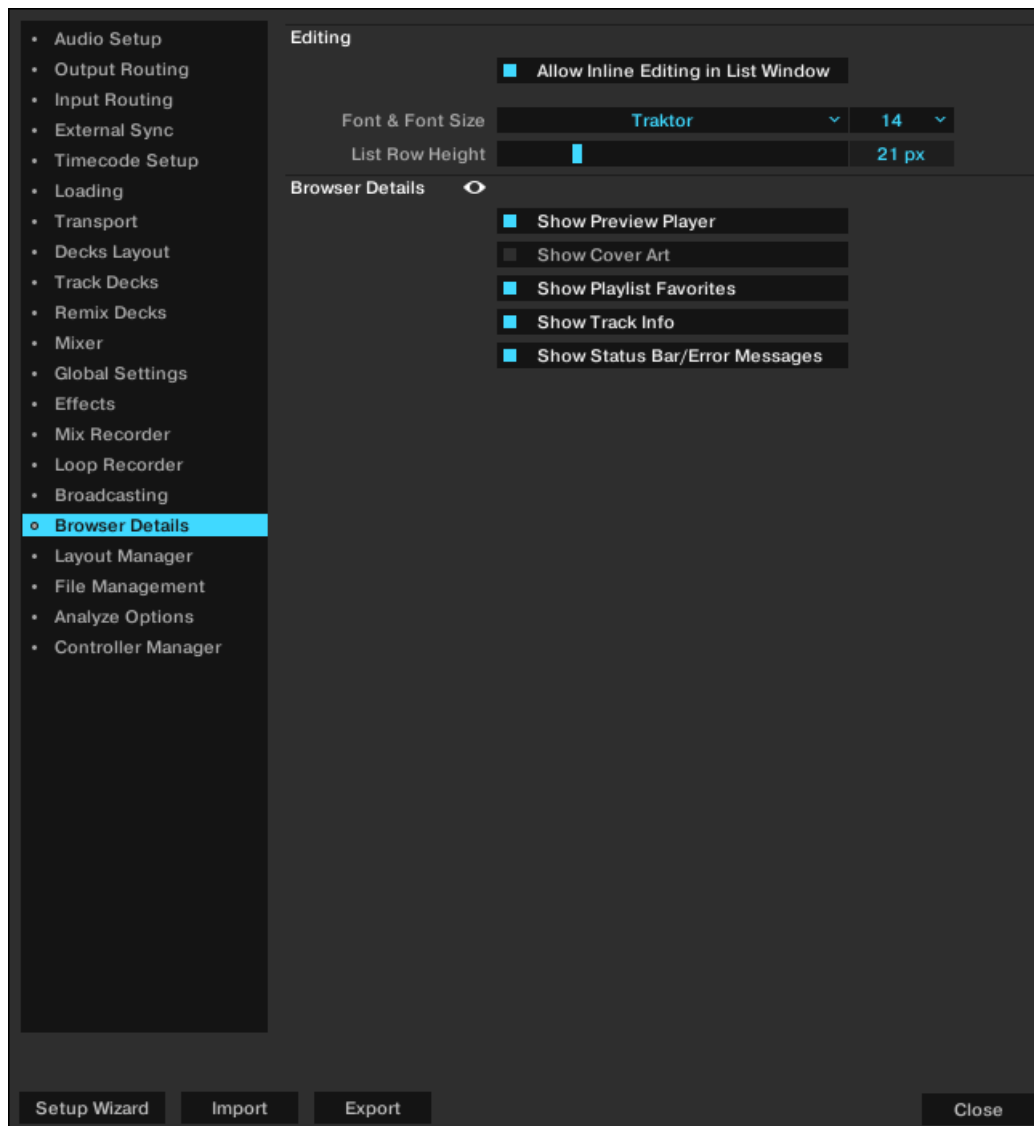 Audio Setup
Output Routing
Input Routing
External Sync
Timecode Setup
Loading
Transport
Decks Layout
Track Decks
Remix Decks
Mixer
Global Settings
Effects
Mix Recorder
Loop Recorder
Broadcasting
Browser Details
Layout Manager
File Management
Analyze Options
Controller Manager
Editing
Allow Inline Editing in List Window
Font & Font Size Traktor 14
List Row Height 21 px
Browser Details
Show Preview Player
Show Cover Art
Show Playlist Favorites
Show Track Info
Show Status Bar/Error Messages
Setup Wizard Import Export Close